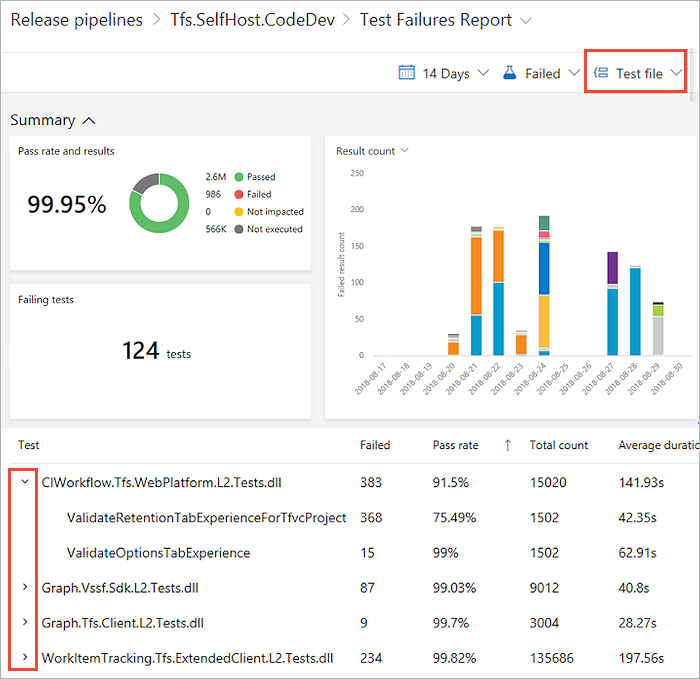 Release pipelines > Tfs.SelfHost.CodeDev > Test Failures Report
14 Days Failed Test file
Summary
Pass rate and results
99.95%
2.6M Passed
986 Failed
0 Not impacted
566K Not executed
Failing tests
124 tests
Result count
Failed result count
250
200
150
100
50
0
2018-08-17
2018-08-18
2018-08-19
2018-08-20
2018-08-21
2018-08-22
2018-08-23
2018-08-24
2018-08-25
2018-08-26
2018-08-27
2018-08-28
2018-08-29
2018-08-30
Test Failed Pass rate ↑ Total count Average duratio
CIWorkflow.Tfs.WebPlatform.L2.Tests.dll 383 91.5% 15020 141.93s
ValidateRetentionTabExperienceForTfvcProject 368 75.49% 1502 42.35s
ValidateOptionsTabExperience 15 99% 1502 62.91s
Graph.Vssf.Sdk.L2.Tests.dll 87 99.03% 9012 40.8s
Graph.Tfs.Client.L2.Tests.dll 9 99.7% 3004 28.27s
WorkItemTracking.Tfs.ExtendedClient.L2.Tests.dll 234 99.82% 135686 197.56s